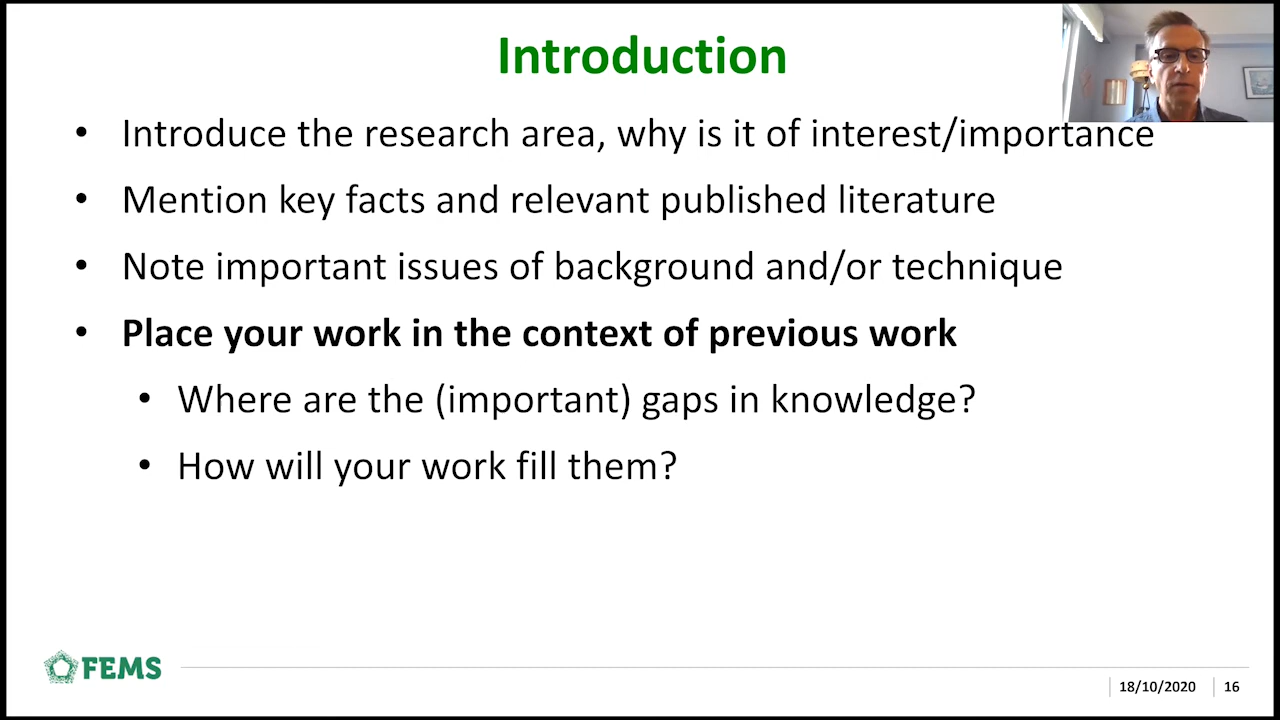 Introduction
• Introduce the research area, why is it of interest/importance
• Mention key facts and relevant published literature
• Note important issues of background and/or technique
• Place your work in the context of previous work
• Where are the (important) gaps in knowledge?
• How will your work fill them?
FEMS
18/10/2020 16